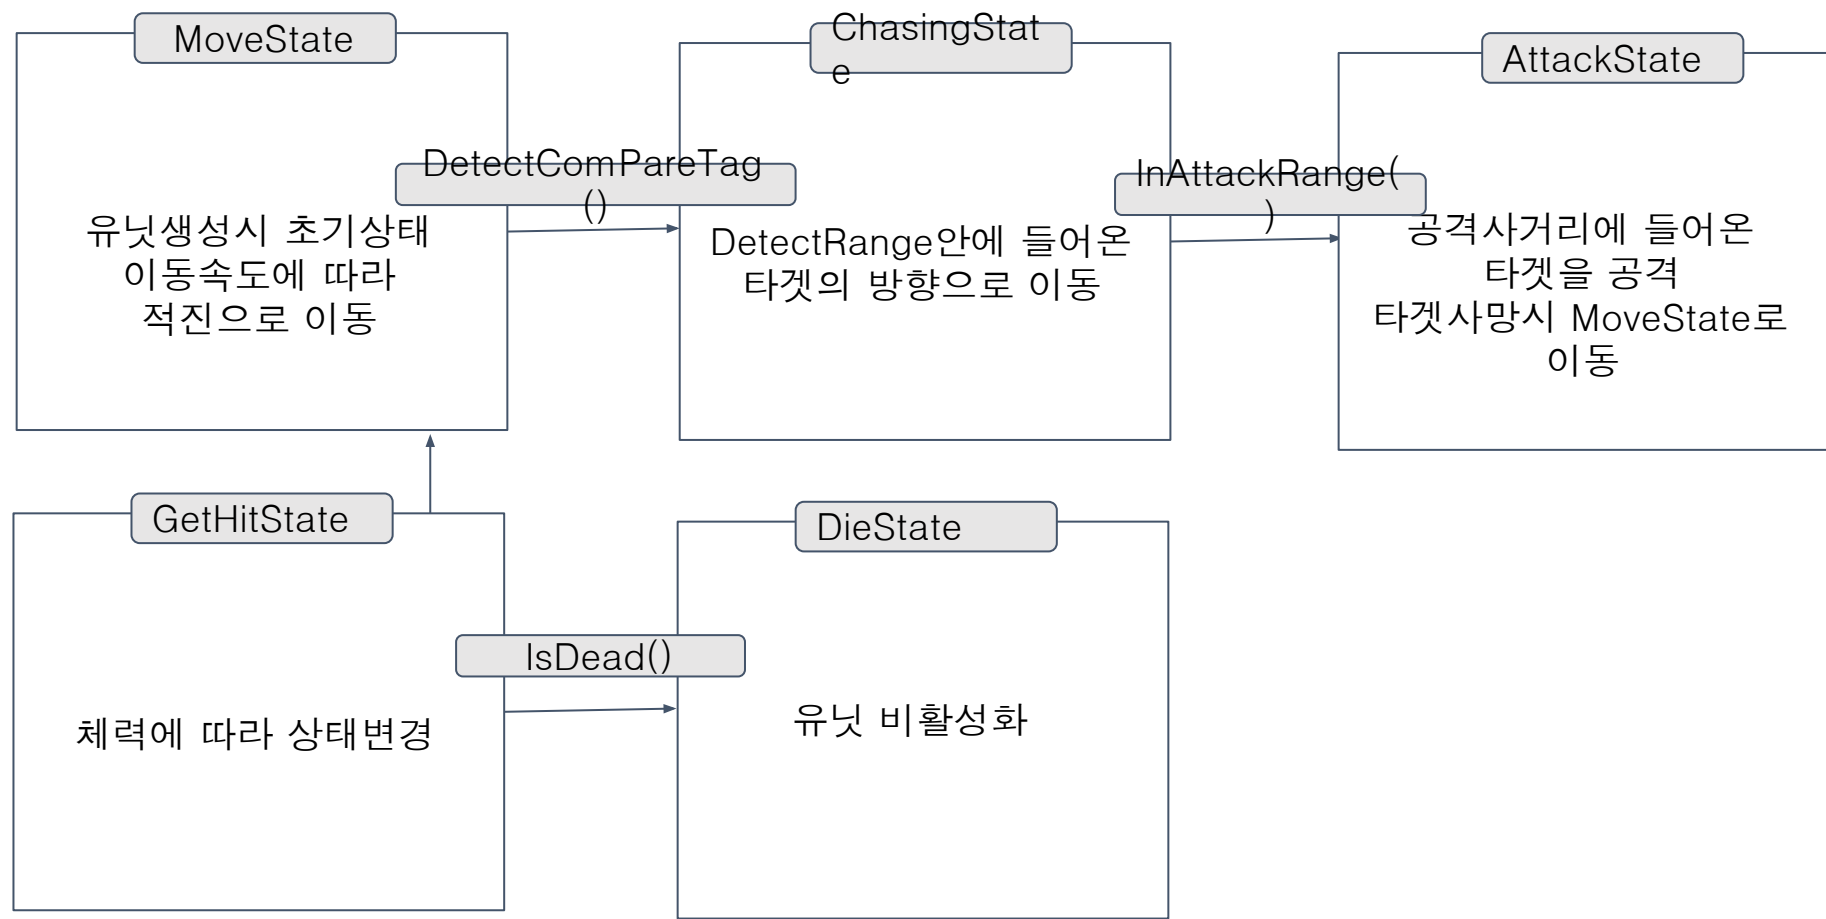 MoveState
ChasingStat
e
AttackState
DetectComPareTag
()
InAttackRange(
)
유닛생성시 초기상태
이동속도에 따라
적진으로 이동
DetectRange안에 들어온
타겟의 방향으로 이동
공격사거리에 들어온
타겟을 공격
타겟사망시 MoveState로
이동
GetHitState
DieState
IsDead()
체력에 따라 상태변경
유닛 비활성화